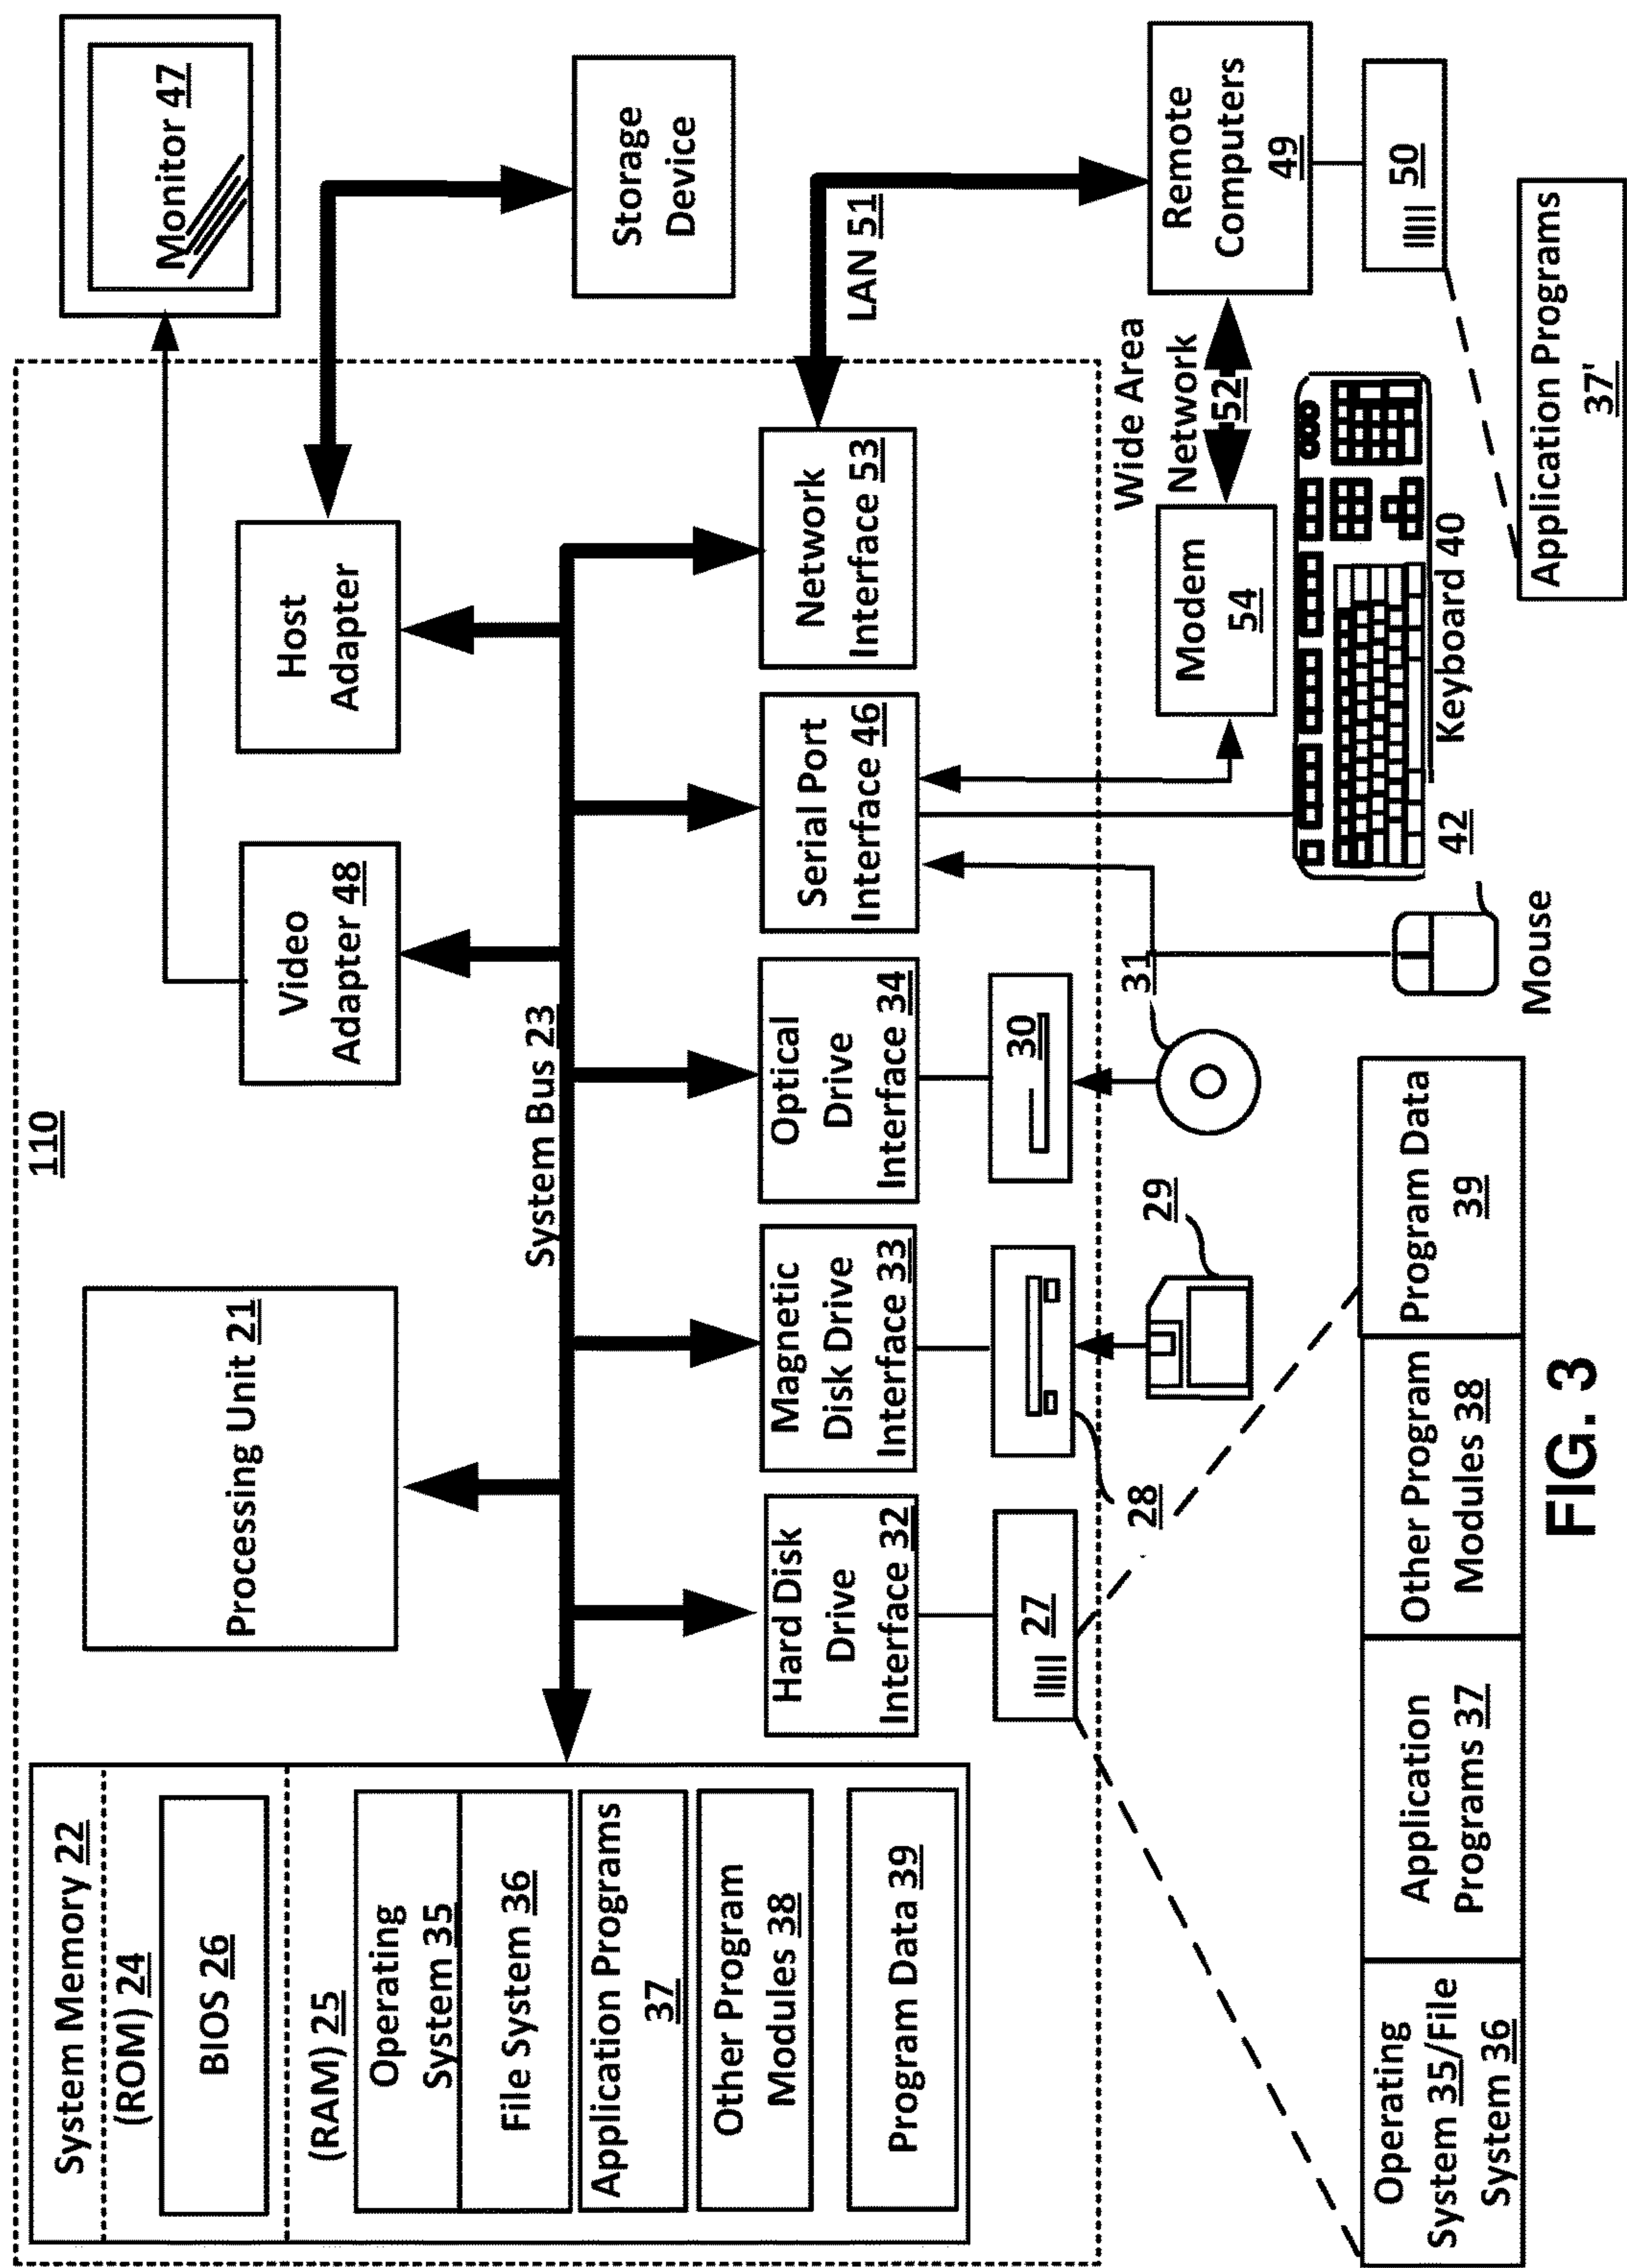 110
System Memory 22
(ROM) 24
BIOS 26
(RAM) 25
Operating
System 35
File System 36
Application Programs
37
Other Program
Modules 38
Program Data 39
Processing Unit 21
Video
Adapter 48
Host
Adapter
Monitor 47
Storage
Device
System Bus 23
Hard Disk
Drive
Interface 32
Magnetic
Disk Drive
Interface 33
Optical
Drive
Interface 34
Serial Port
Interface 46
Network
Interface 53
LAN 51
27
28
29
30
31
Modem
54
Wide Area
Network
52
Remote
Computers
49
50
Keyboard 40
42
Mouse
Application Programs
37'
Operating
System 35/File
System 36
Application
Programs 37
Other Program
Modules 38
Program Data
39
FIG. 3